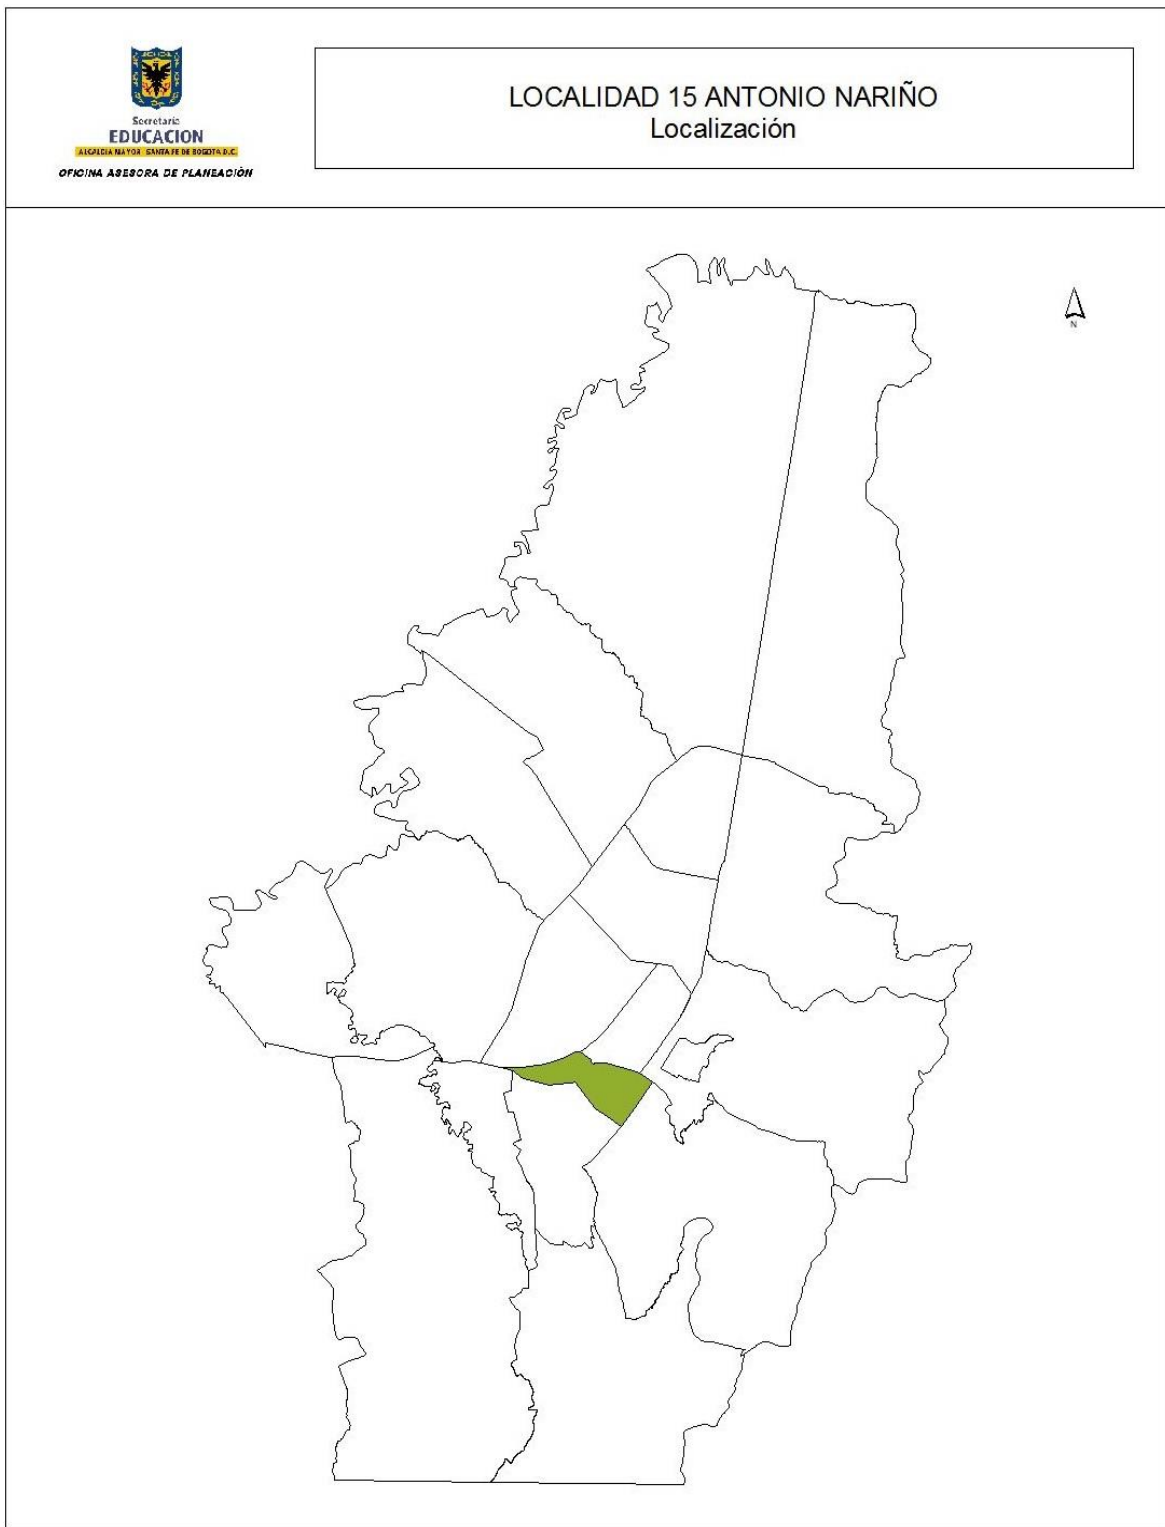 LOCALIDAD 15 ANTONIO NARIÑO
Localización
Secretaría
EDUCACION
ALCALDIA MAYOR SANTA FE DE BOGOTA D.C.
OFICINA ASESORA DE PLANEACIÓN
N